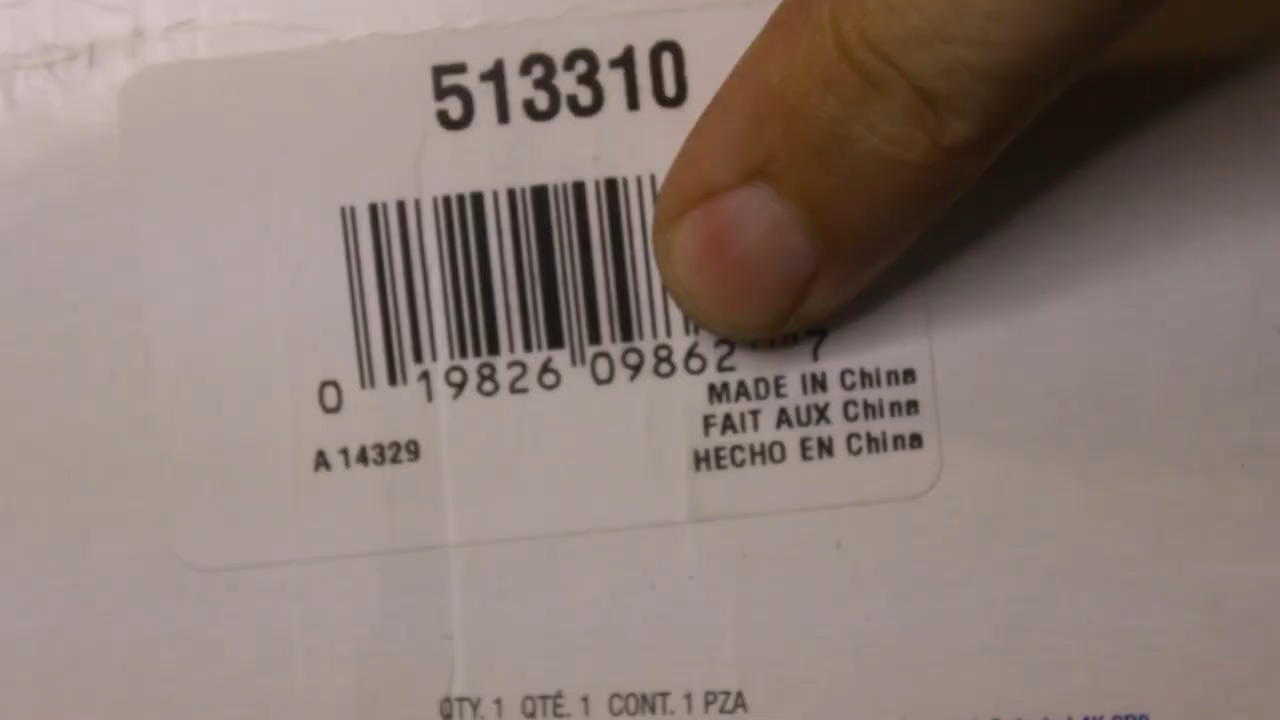 513310
0 19826 09862 7
A 14329
MADE IN China
FAIT AUX China
HECHO EN China
QTY. 1 QTÉ. 1 CONT. 1 PZA